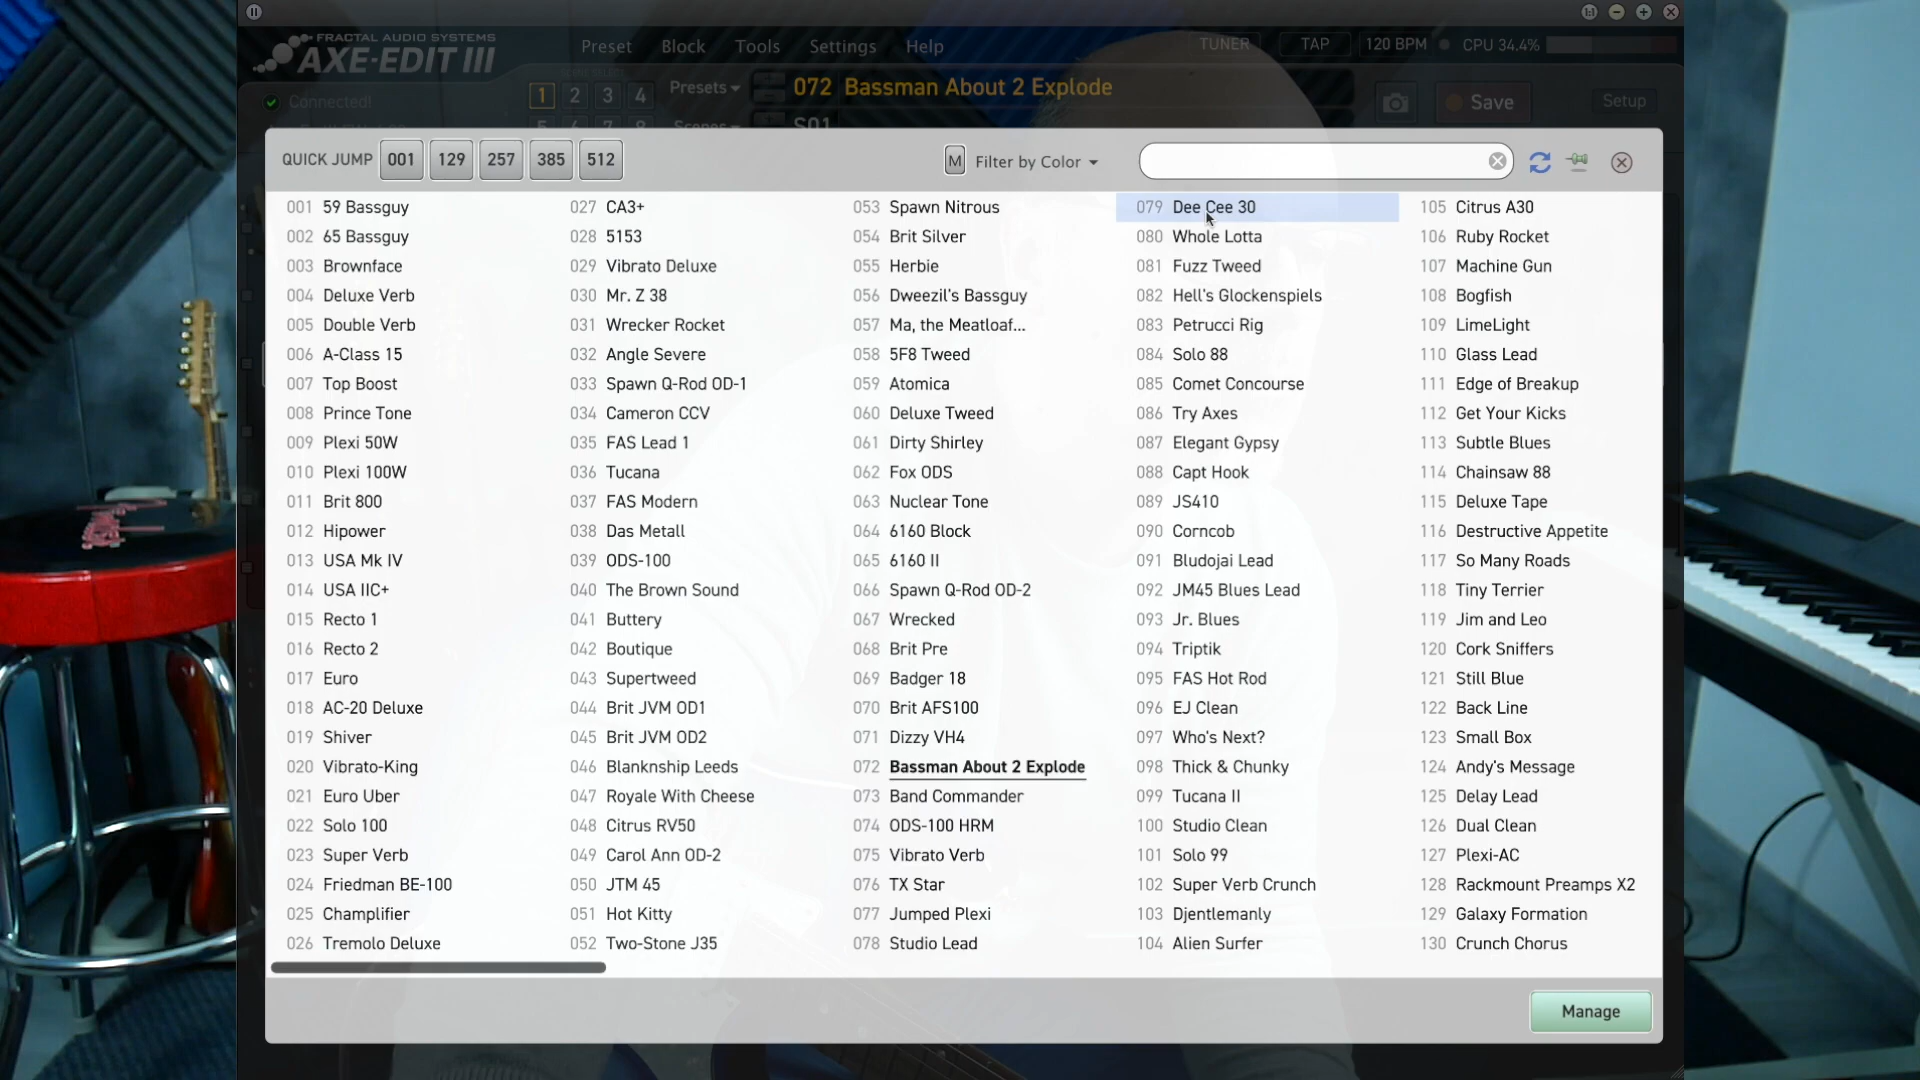 FRACTAL AUDIO SYSTEMS
AXE-EDIT III
Preset Block Tools Settings Help
TUNER TAP 120 BPM CPU 34.4%
Connected!
1 2 3 4
Presets
072 Bassman About 2 Explode
Save
Setup
5 6 7 8
Scenes
S01
QUICK JUMP 001 129 257 385 512
M Filter by Color
001 59 Bassguy
002 65 Bassguy
003 Brownface
004 Deluxe Verb
005 Double Verb
006 A-Class 15
007 Top Boost
008 Prince Tone
009 Plexi 50W
010 Plexi 100W
011 Brit 800
012 Hipower
013 USA Mk IV
014 USA IIC+
015 Recto 1
016 Recto 2
017 Euro
018 AC-20 Deluxe
019 Shiver
020 Vibrato-King
021 Euro Uber
022 Solo 100
023 Super Verb
024 Friedman BE-100
025 Champlifier
026 Tremolo Deluxe
027 CA3+
028 5153
029 Vibrato Deluxe
030 Mr. Z 38
031 Wrecker Rocket
032 Angle Severe
033 Spawn Q-Rod OD-1
034 Cameron CCV
035 FAS Lead 1
036 Tucana
037 FAS Modern
038 Das Metall
039 ODS-100
040 The Brown Sound
041 Buttery
042 Boutique
043 Supertweed
044 Brit JVM OD1
045 Brit JVM OD2
046 Blanknship Leeds
047 Royale With Cheese
048 Citrus RV50
049 Carol Ann OD-2
050 JTM 45
051 Hot Kitty
052 Two-Stone J35
053 Spawn Nitrous
054 Brit Silver
055 Herbie
056 Dweezil's Bassguy
057 Ma, the Meatloaf...
058 5F8 Tweed
059 Atomica
060 Deluxe Tweed
061 Dirty Shirley
062 Fox ODS
063 Nuclear Tone
064 6160 Block
065 6160 II
066 Spawn Q-Rod OD-2
067 Wrecked
068 Brit Pre
069 Badger 18
070 Brit AFS100
071 Dizzy VH4
072 Bassman About 2 Explode
073 Band Commander
074 ODS-100 HRM
075 Vibrato Verb
076 TX Star
077 Jumped Plexi
078 Studio Lead
079 Dee Cee 30
080 Whole Lotta
081 Fuzz Tweed
082 Hell's Glockenspiels
083 Petrucci Rig
084 Solo 88
085 Comet Concourse
086 Try Axes
087 Elegant Gypsy
088 Capt Hook
089 JS410
090 Corncob
091 Bludojai Lead
092 JM45 Blues Lead
093 Jr. Blues
094 Triptik
095 FAS Hot Rod
096 EJ Clean
097 Who's Next?
098 Thick & Chunky
099 Tucana II
100 Studio Clean
101 Solo 99
102 Super Verb Crunch
103 Djentlemanly
104 Alien Surfer
105 Citrus A30
106 Ruby Rocket
107 Machine Gun
108 Bogfish
109 LimeLight
110 Glass Lead
111 Edge of Breakup
112 Get Your Kicks
113 Subtle Blues
114 Chainsaw 88
115 Deluxe Tape
116 Destructive Appetite
117 So Many Roads
118 Tiny Terrier
119 Jim and Leo
120 Cork Sniffers
121 Still Blue
122 Back Line
123 Small Box
124 Andy's Message
125 Delay Lead
126 Dual Clean
127 Plexi-AC
128 Rackmount Preamps X2
129 Galaxy Formation
130 Crunch Chorus
Manage